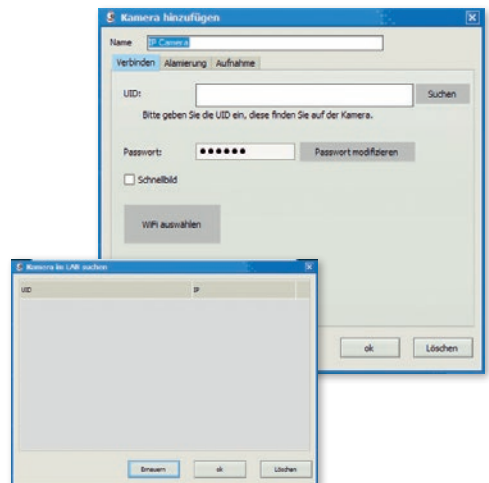 Kamera hinzufügen
Name IP Camera
Verbinden Alamierung Aufnahme
UID: Suchen
Bitte geben Sie die UID ein, diese finden Sie auf der Kamera.
Passwort: ●●●●●● Passwort modifizieren
Schnellbild
WiFi auswählen
ok Löschen
Kamera im LAN suchen
UID IP
Erneuern ok Löschen